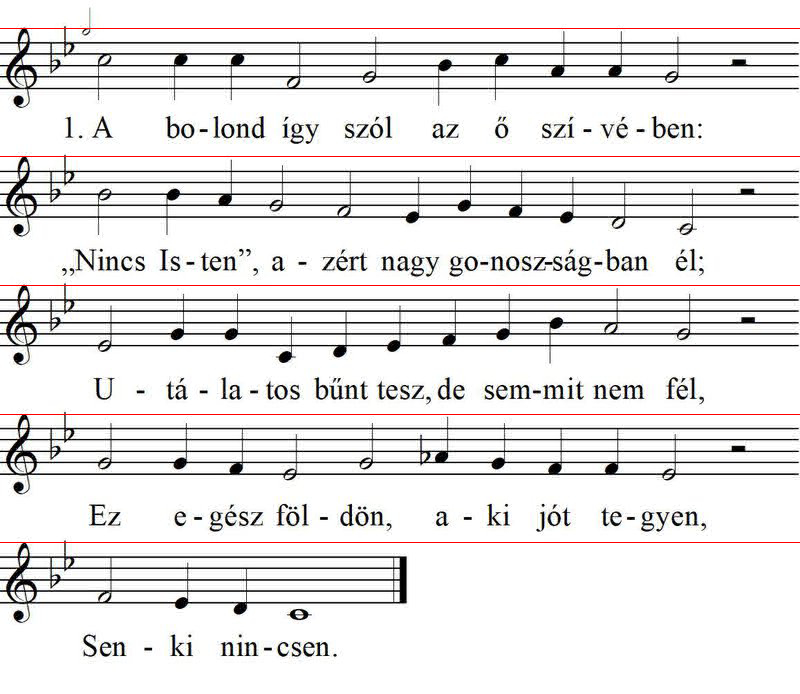 1. A bo-lond így szól az ő szí-vé-ben:
„Nincs Is-ten”, a-zért nagy go-nosz-ság-ban él;
U-tá-la-tos bűnt tesz, de sem-mit nem fél,
Ez e-gész föl-dön, a-ki jót te-gyen,
Sen-ki nin-csen.